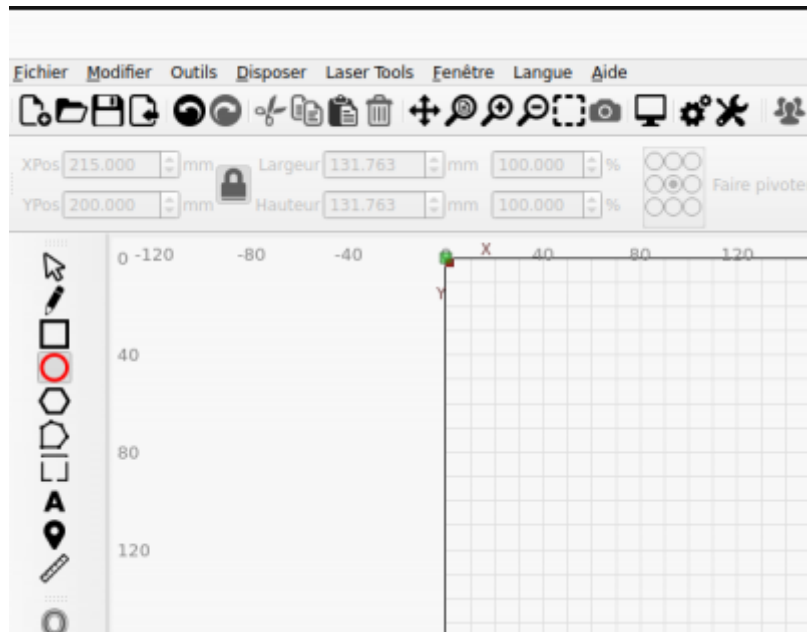 Fichier Modifier Outils Disposer Laser Tools Fenêtre Langue Aide
XPos 215.000 mm Largeur 131.763 mm 100.000 % Faire pivote
YPos 200.000 mm Hauteur 131.763 mm 100.000 %
0 -120 -80 -40 0 X 40 80 120
Y
40
80
A
120